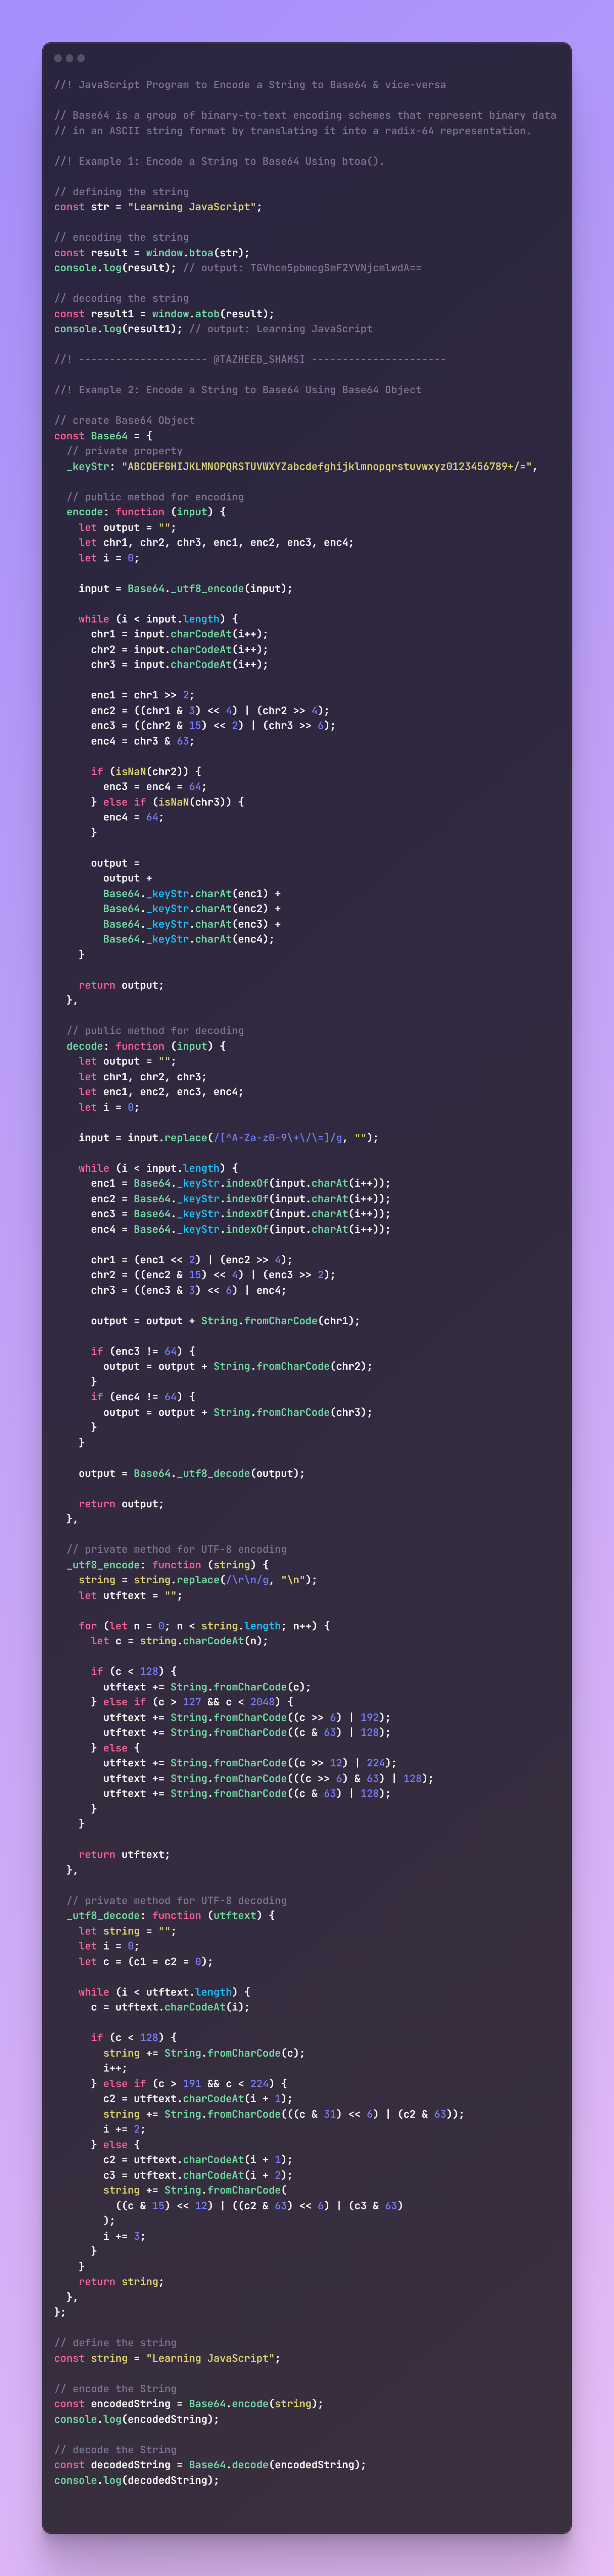 //! JavaScript Program to Encode a String to Base64 & vice-versa

// Base64 is a group of binary-to-text encoding schemes that represent binary data
// in an ASCII string format by translating it into a radix-64 representation.

//! Example 1: Encode a String to Base64 Using btoa().

// defining the string
const str = "Learning JavaScript";

// encoding the string
const result = window.btoa(str);
console.log(result); // output: TGVhcm5pbmcgSmF2YVNjcmlwdA==

// decoding the string
const result1 = window.atob(result);
console.log(result1); // output: Learning JavaScript

//! --------------------- @TAZHEEB_SHAMSI ----------------------

//! Example 2: Encode a String to Base64 Using Base64 Object

// create Base64 Object
const Base64 = {
  // private property
  _keyStr: "ABCDEFGHIJKLMNOPQRSTUVWXYZabcdefghijklmnopqrstuvwxyz0123456789+/=",

  // public method for encoding
  encode: function (input) {
    let output = "";
    let chr1, chr2, chr3, enc1, enc2, enc3, enc4;
    let i = 0;

    input = Base64._utf8_encode(input);

    while (i < input.length) {
      chr1 = input.charCodeAt(i++);
      chr2 = input.charCodeAt(i++);
      chr3 = input.charCodeAt(i++);

      enc1 = chr1 >> 2;
      enc2 = ((chr1 & 3) << 4) | (chr2 >> 4);
      enc3 = ((chr2 & 15) << 2) | (chr3 >> 6);
      enc4 = chr3 & 63;

      if (isNaN(chr2)) {
        enc3 = enc4 = 64;
      } else if (isNaN(chr3)) {
        enc4 = 64;
      }

      output =
        output +
        Base64._keyStr.charAt(enc1) +
        Base64._keyStr.charAt(enc2) +
        Base64._keyStr.charAt(enc3) +
        Base64._keyStr.charAt(enc4);
    }

    return output;
  },

  // public method for decoding
  decode: function (input) {
    let output = "";
    let chr1, chr2, chr3;
    let enc1, enc2, enc3, enc4;
    let i = 0;

    input = input.replace(/[^A-Za-z0-9\+\/\=]/g, "");

    while (i < input.length) {
      enc1 = Base64._keyStr.indexOf(input.charAt(i++));
      enc2 = Base64._keyStr.indexOf(input.charAt(i++));
      enc3 = Base64._keyStr.indexOf(input.charAt(i++));
      enc4 = Base64._keyStr.indexOf(input.charAt(i++));

      chr1 = (enc1 << 2) | (enc2 >> 4);
      chr2 = ((enc2 & 15) << 4) | (enc3 >> 2);
      chr3 = ((enc3 & 3) << 6) | enc4;

      output = output + String.fromCharCode(chr1);

      if (enc3 != 64) {
        output = output + String.fromCharCode(chr2);
      }
      if (enc4 != 64) {
        output = output + String.fromCharCode(chr3);
      }
    }

    output = Base64._utf8_decode(output);

    return output;
  },

  // private method for UTF-8 encoding
  _utf8_encode: function (string) {
    string = string.replace(/\r\n/g, "\n");
    let utftext = "";

    for (let n = 0; n < string.length; n++) {
      let c = string.charCodeAt(n);

      if (c < 128) {
        utftext += String.fromCharCode(c);
      } else if (c > 127 && c < 2048) {
        utftext += String.fromCharCode((c >> 6) | 192);
        utftext += String.fromCharCode((c & 63) | 128);
      } else {
        utftext += String.fromCharCode((c >> 12) | 224);
        utftext += String.fromCharCode(((c >> 6) & 63) | 128);
        utftext += String.fromCharCode((c & 63) | 128);
      }
    }

    return utftext;
  },

  // private method for UTF-8 decoding
  _utf8_decode: function (utftext) {
    let string = "";
    let i = 0;
    let c = (c1 = c2 = 0);

    while (i < utftext.length) {
      c = utftext.charCodeAt(i);

      if (c < 128) {
        string += String.fromCharCode(c);
        i++;
      } else if (c > 191 && c < 224) {
        c2 = utftext.charCodeAt(i + 1);
        string += String.fromCharCode(((c & 31) << 6) | (c2 & 63));
        i += 2;
      } else {
        c2 = utftext.charCodeAt(i + 1);
        c3 = utftext.charCodeAt(i + 2);
        string += String.fromCharCode(
          ((c & 15) << 12) | ((c2 & 63) << 6) | (c3 & 63)
        );
        i += 3;
      }
    }
    return string;
  },
};

// define the string
const string = "Learning JavaScript";

// encode the String
const encodedString = Base64.encode(string);
console.log(encodedString);

// decode the String
const decodedString = Base64.decode(encodedString);
console.log(decodedString);